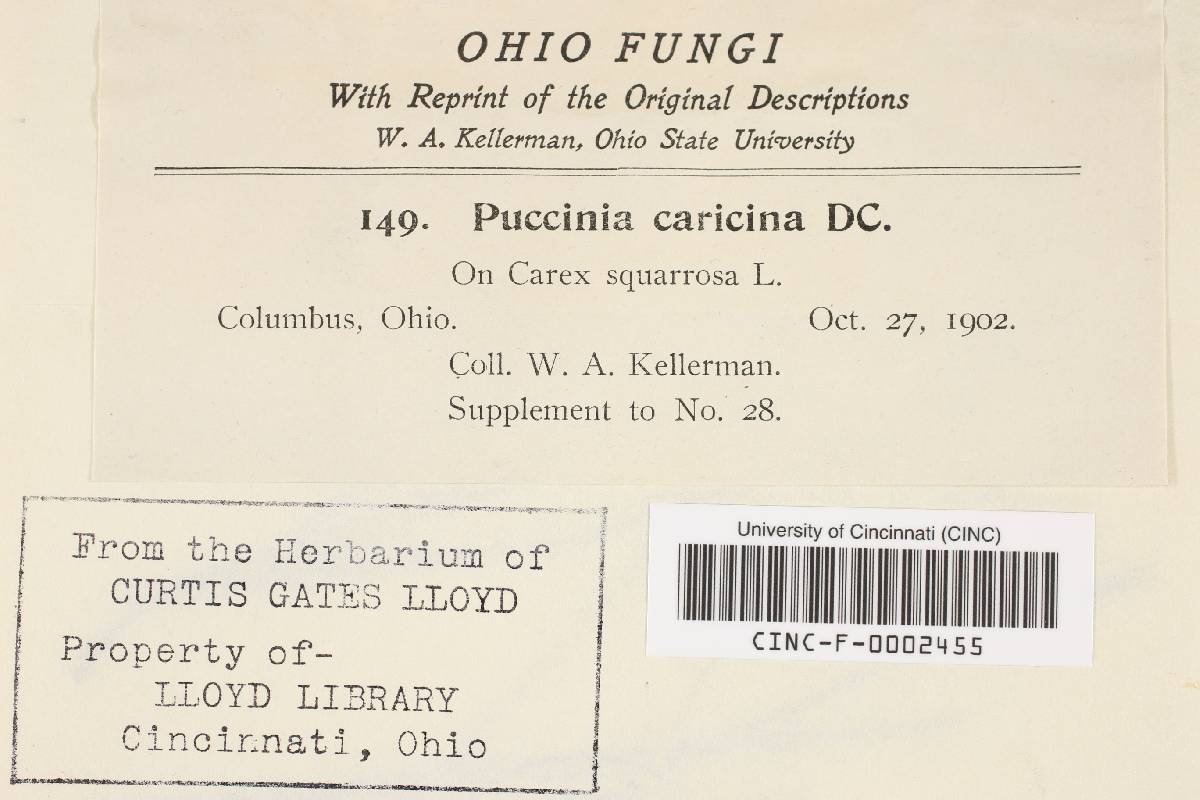 OHIO FUNGI
With Reprint of the Original Descriptions
W. A. Kellerman, Ohio State University
149. Puccinia caricina DC.
On Carex squarrosa L.
Columbus, Ohio. Oct. 27, 1902.
Coll. W. A. Kellerman.
Supplement to No. 28.
From the Herbarium of
CURTIS GATES LLOYD
Property of-
LLOYD LIBRARY
Cincinnati, Ohio
University of Cincinnati (CINC)
CINC-F-0002455